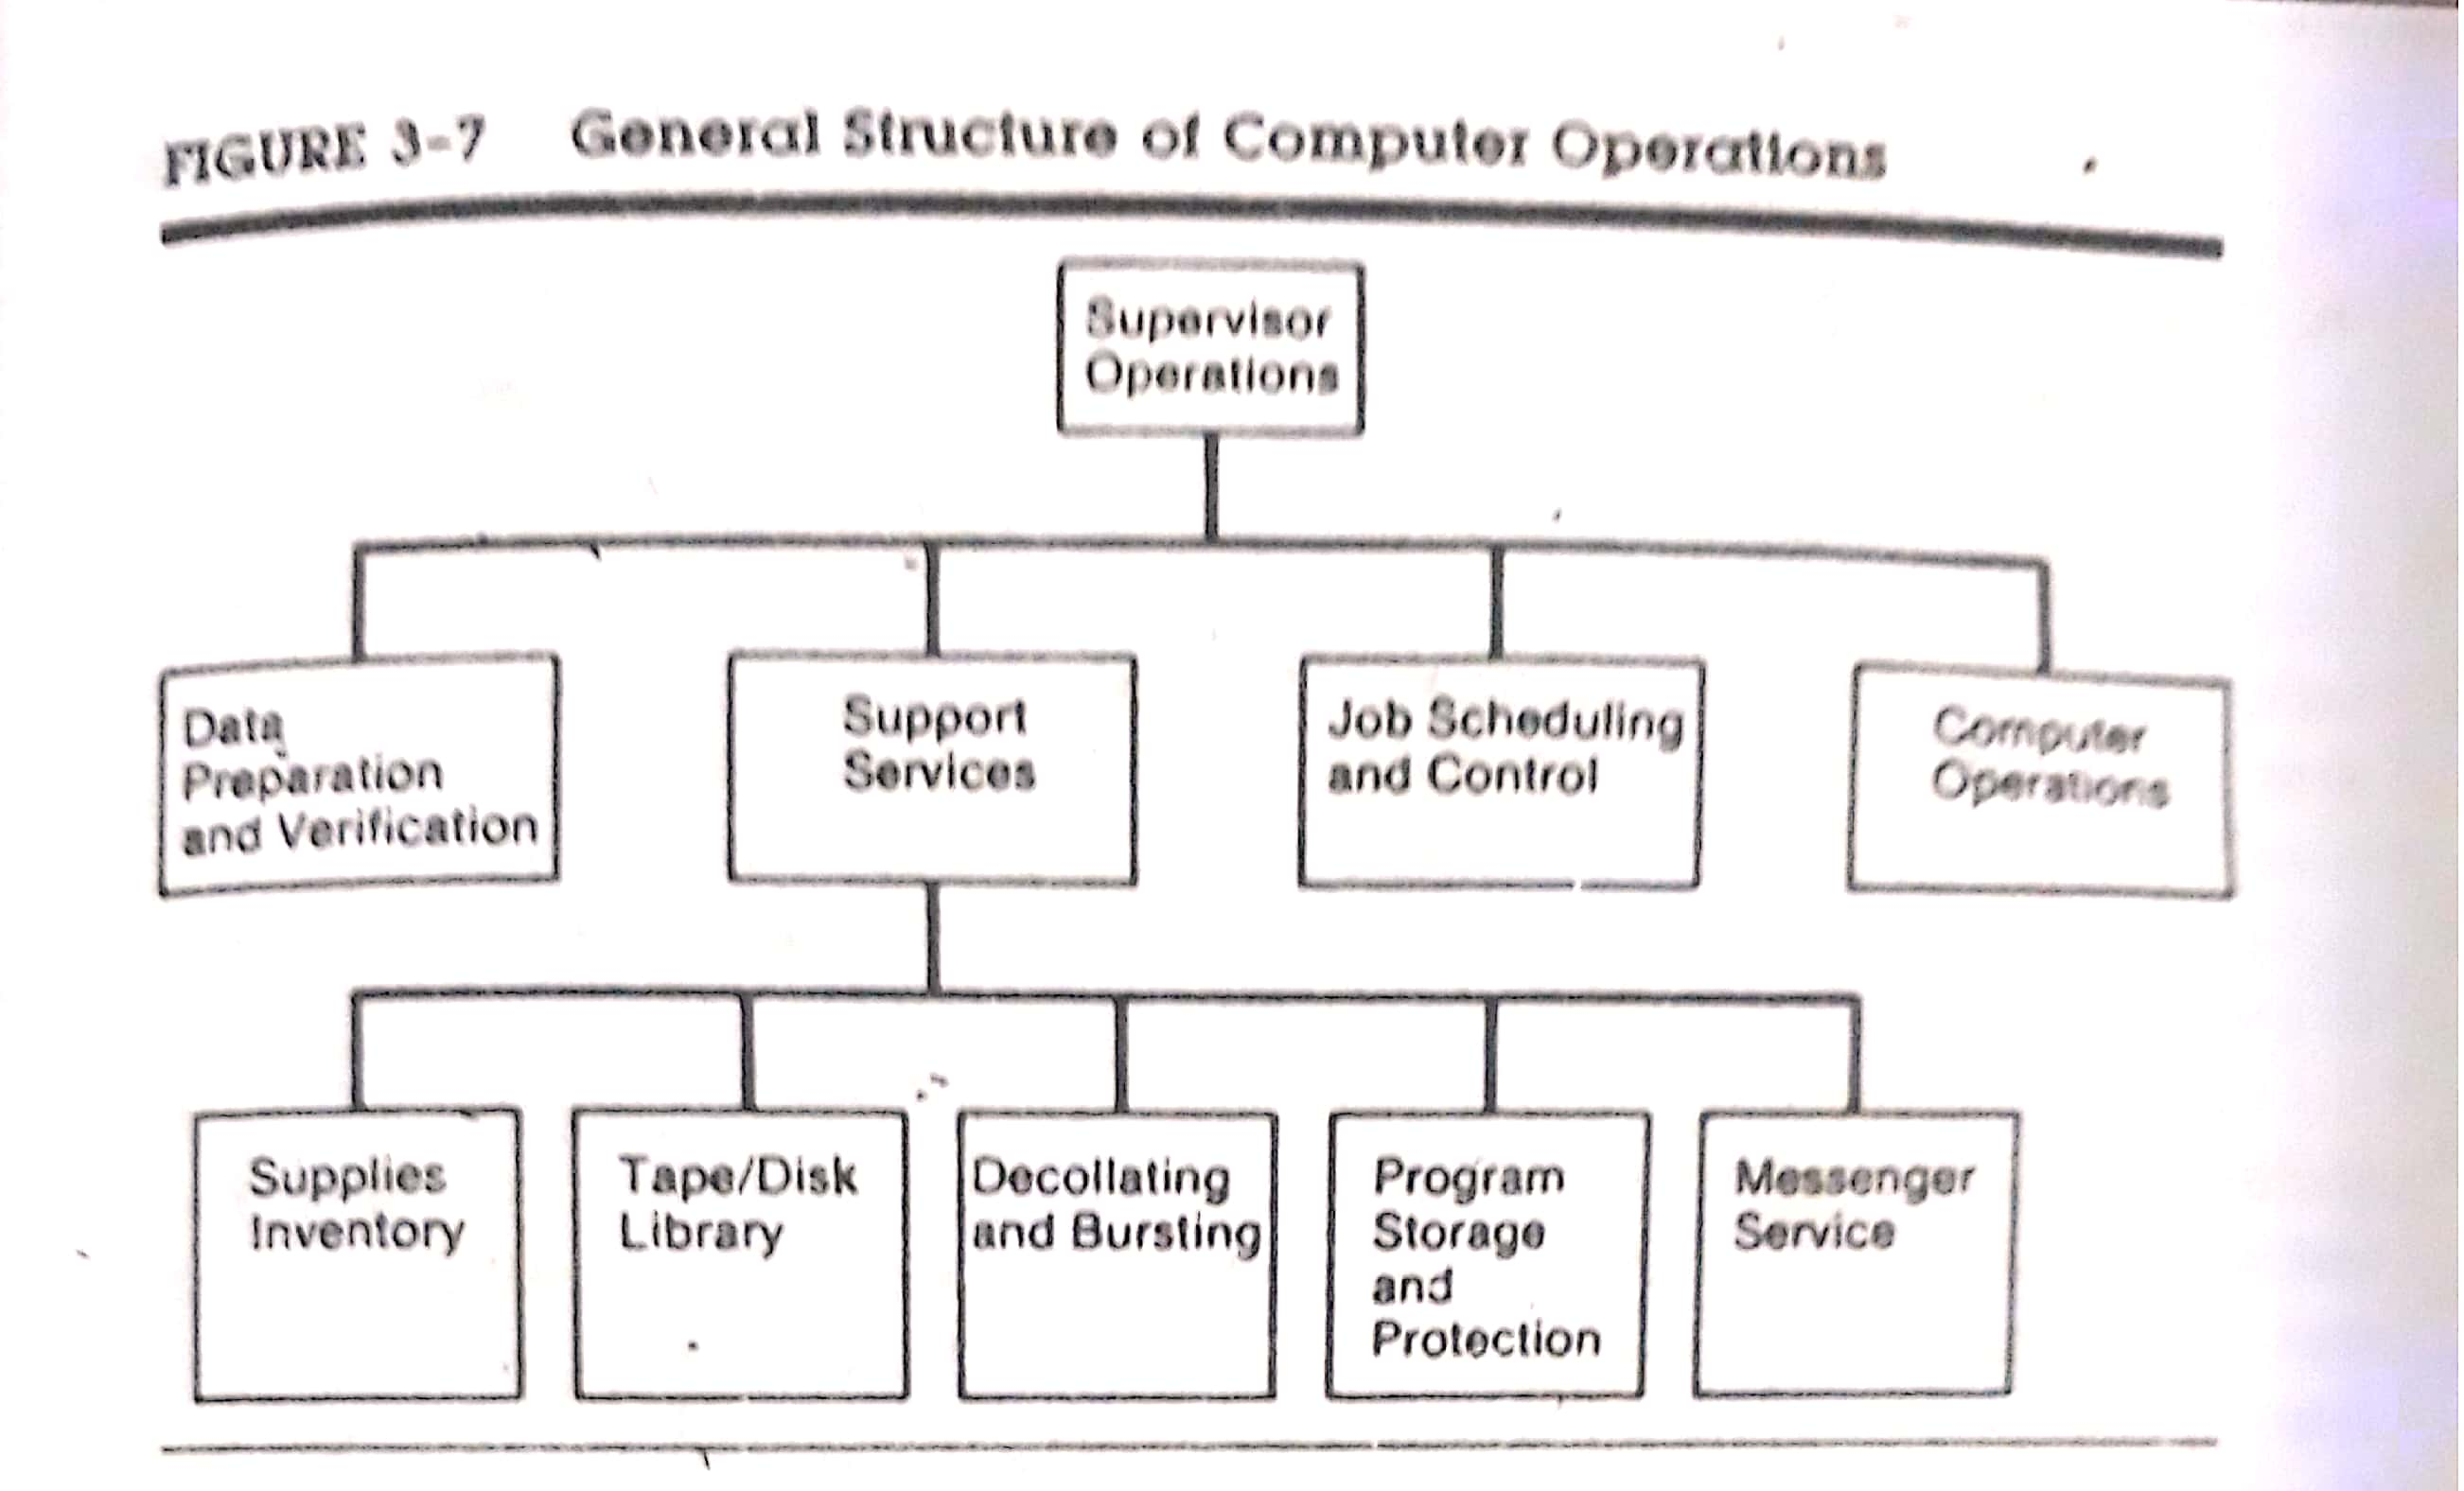 FIGURE 3-7 General Structure of Computer Operations
Supervisor
Operations
Data
Preparation
and Verification
Support
Services
Job Scheduling
and Control
Computer
Operations
Supplies
Inventory
Tape/Disk
Library
Decollating
and Bursting
Program
Storage
and
Protection
Messenger
Service